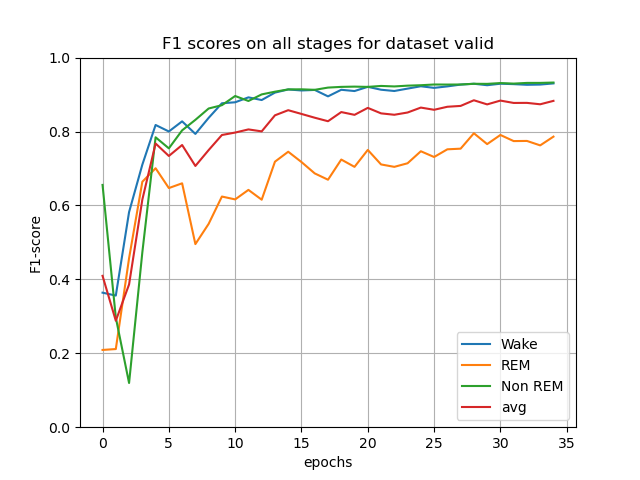 F1 scores on all stages for dataset valid
1.0
0.8
0.6
0.4
0.2
0.0
F1-score
0 5 10 15 20 25 30 35
epochs
Wake
REM
Non REM
avg